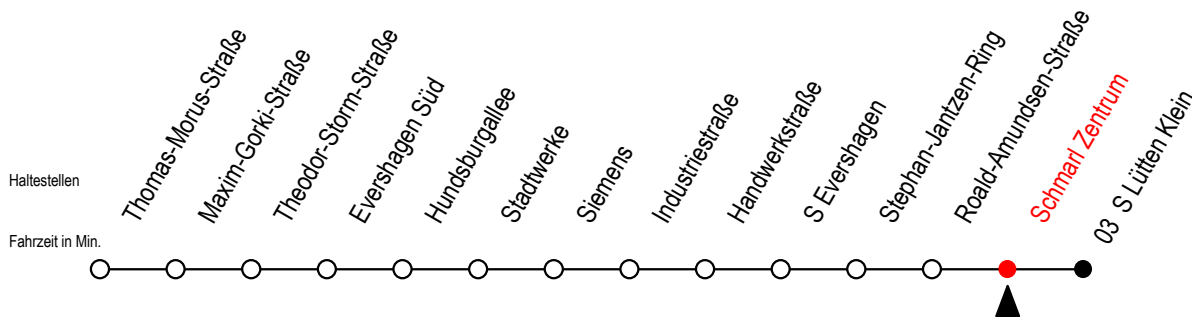 Haltestellen
Fahrzeit in Min.
Thomas-Morus-Straße
Maxim-Gorki-Straße
Theodor-Storm-Straße
Evershagen Süd
Hundsburgallee
Stadtwerke
Siemens
Industriestraße
Handwerkstraße
S Evershagen
Stephan-Jantzen-Ring
Roald-Amundsen-Straße
Schmarl Zentrum
03 S Lütten Klein